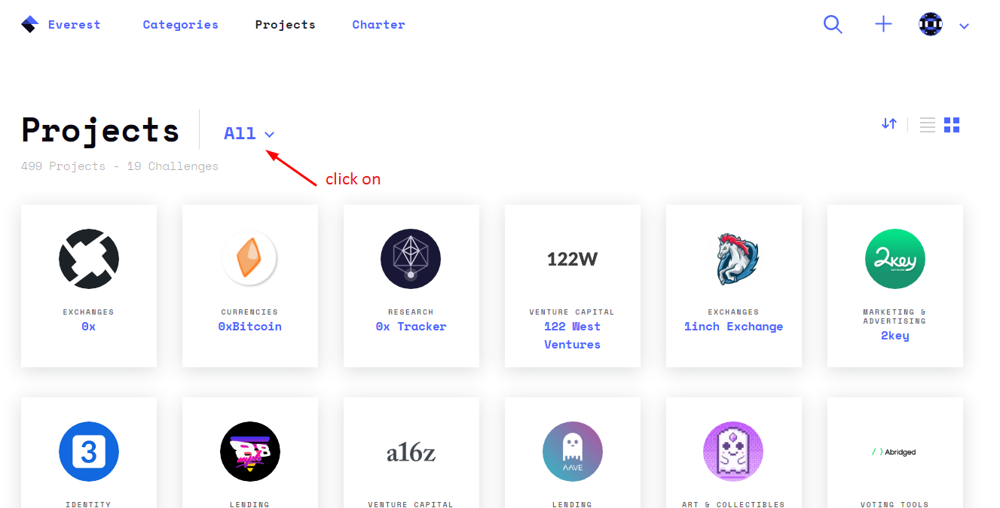 Everest Categories Projects Charter
Projects All
499 Projects - 19 Challenges
click on
122W
2key
NETWORK
EXCHANGES
0x
CURRENCIES
0xBitcoin
RESEARCH
0x Tracker
VENTURE CAPITAL
122 West
Ventures
EXCHANGES
1inch Exchange
MARKETING &
ADVERTISING
2key
3
a16z
AAVE
Abridged
IDENTITY
LENDING
VENTURE CAPITAL
LENDING
ART & COLLECTIBLES
VOTING TOOLS